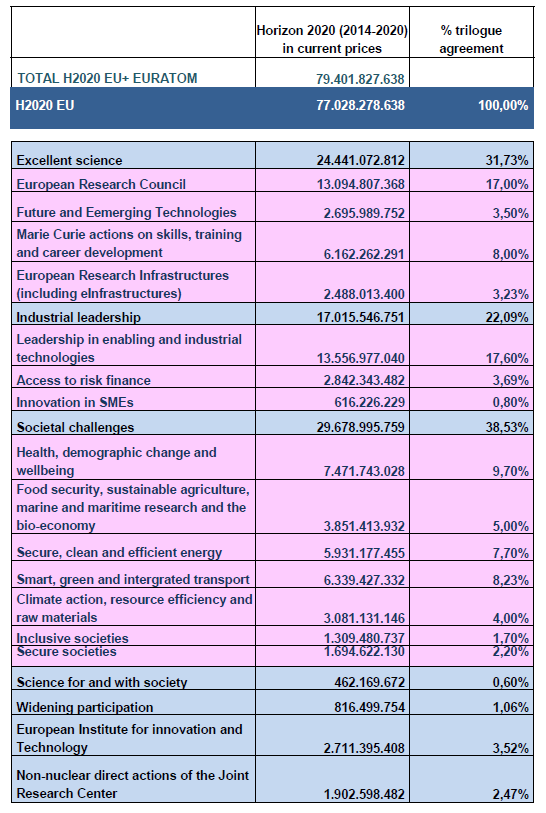 Horizon 2020 (2014-2020) % trilogue
in current prices agreement
TOTAL H2020 EU+ EURATOM 79.401.827.638
H2020 EU 77.028.278.638 100,00%
Excellent science 24.441.072.812 31,73%
European Research Council 13.094.807.368 17,00%
Future and Eemerging Technologies 2.695.989.752 3,50%
Marie Curie actions on skills, training
and career development 6.162.262.291 8,00%
European Research Infrastructures
(including eInfrastructures) 2.488.013.400 3,23%
Industrial leadership 17.015.546.751 22,09%
Leadership in enabling and industrial
technologies 13.556.977.040 17,60%
Access to risk finance 2.842.343.482 3,69%
Innovation in SMEs 616.226.229 0,80%
Societal challenges 29.678.995.759 38,53%
Health, demographic change and
wellbeing 7.471.743.028 9,70%
Food security, sustainable agriculture,
marine and maritime research and the
bio-economy 3.851.413.932 5,00%
Secure, clean and efficient energy 5.931.177.455 7,70%
Smart, green and intergrated transport 6.339.427.332 8,23%
Climate action, resource efficiency and
raw materials 3.081.131.146 4,00%
Inclusive societies 1.309.480.737 1,70%
Secure societies 1.694.622.130 2,20%
Science for and with society 462.169.672 0,60%
Widening participation 816.499.754 1,06%
European Institute for innovation and
Technology 2.711.395.408 3,52%
Non-nuclear direct actions of the Joint
Research Center 1.902.598.482 2,47%